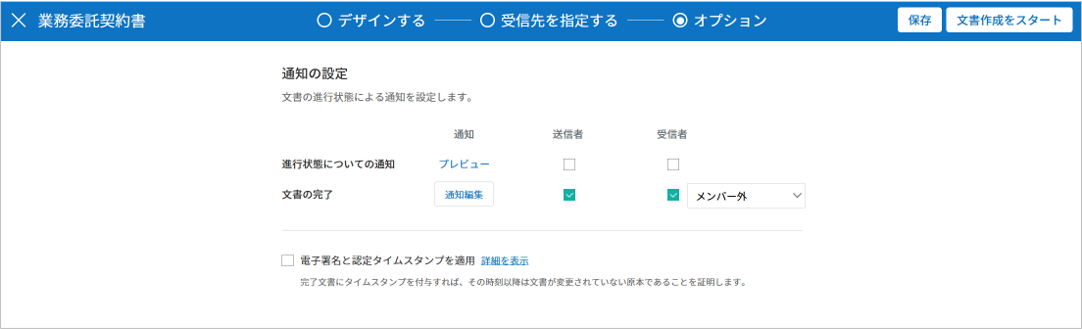 業務委託契約書 デザインする 受信先を指定する オプション 保存 文書作成をスタート
通知の設定
文書の進行状態による通知を設定します。
通知 送信者 受信者
進行状態についての通知 プレビュー
文書の完了 通知編集 メンバー外
電子署名と認定タイムスタンプを適用 詳細を表示
完了文書にタイムスタンプを付与すれば、その時刻以降は文書が変更されていない原本であることを証明します。